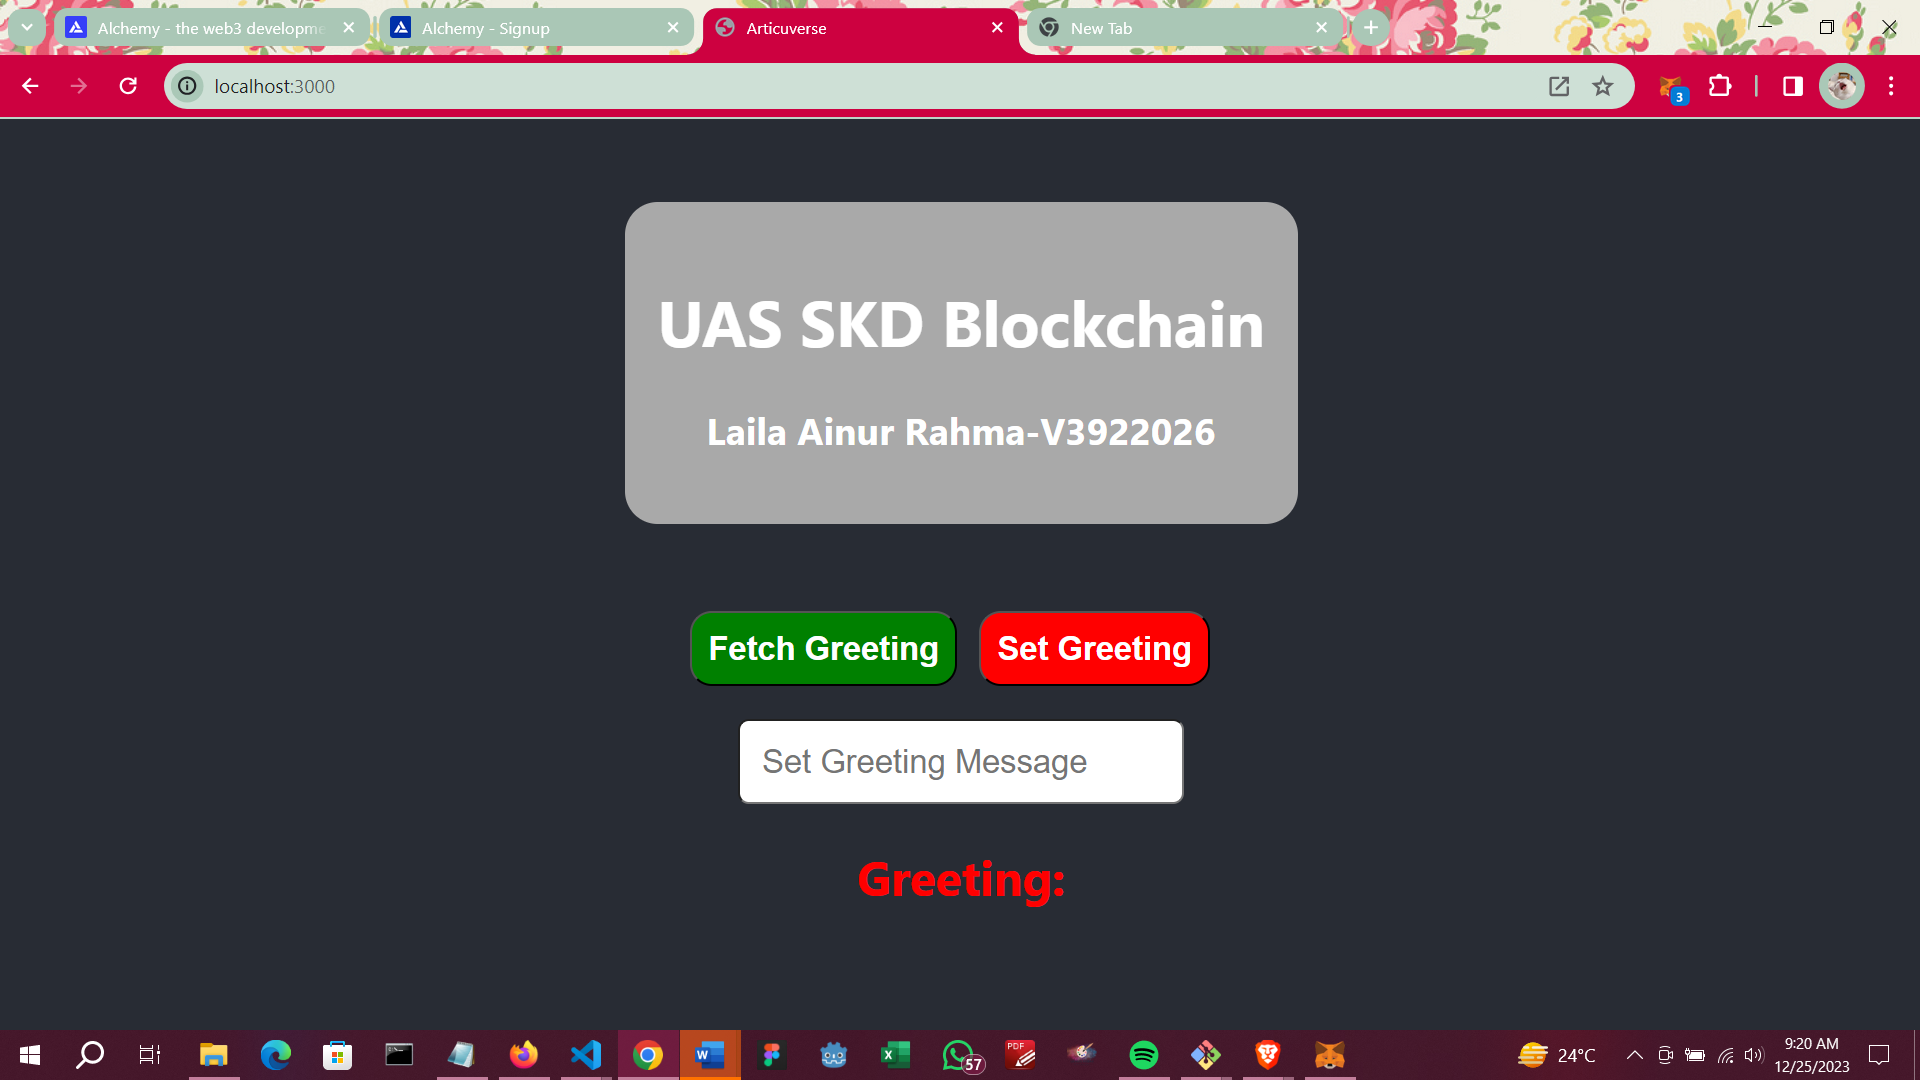 Alchemy - the web3 developme
Alchemy - Signup
Articuverse
New Tab
localhost:3000
3
UAS SKD Blockchain
Laila Ainur Rahma-V3922026
Fetch Greeting
Set Greeting
Set Greeting Message
Greeting:
57
PDF
24°C
9:20 AM
12/25/2023